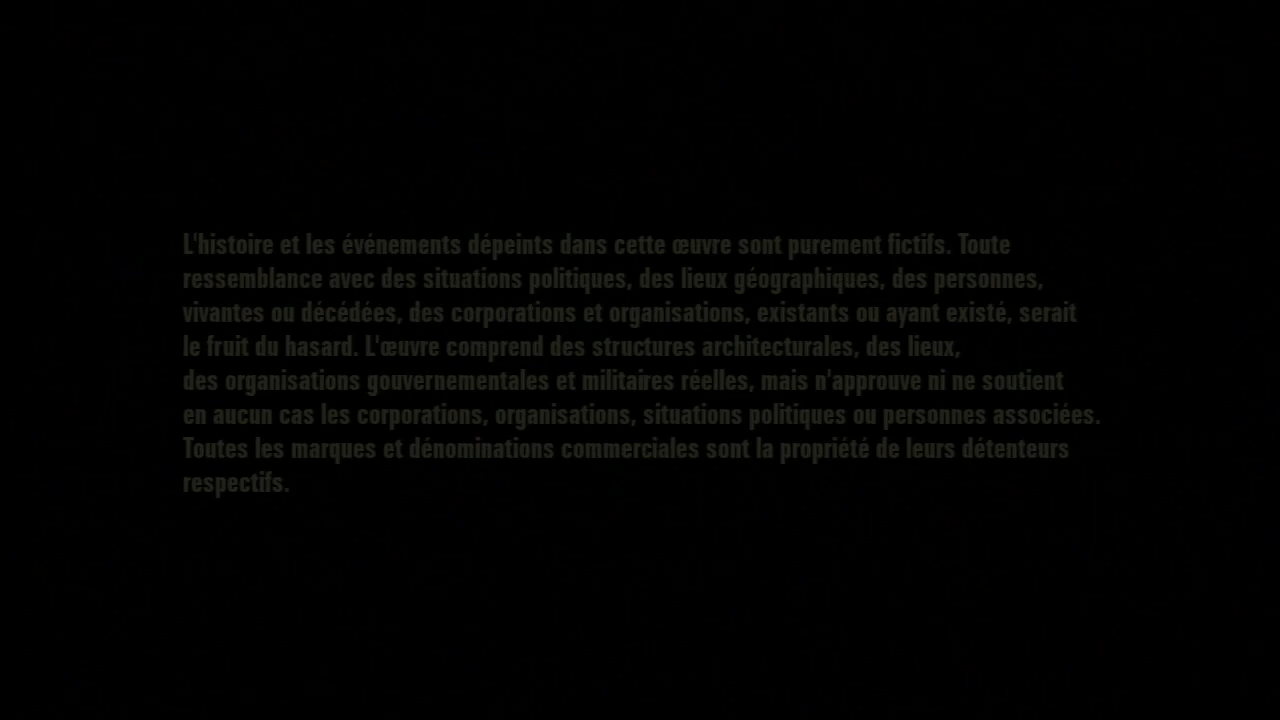 L'histoire et les événements dépeints dans cette œuvre sont purement fictifs. Toute
ressemblance avec des situations politiques, des lieux géographiques, des personnes,
vivantes ou décédées, des corporations et organisations, existants ou ayant existé, serait
le fruit du hasard. L'œuvre comprend des structures architecturales, des lieux,
des organisations gouvernementales et militaires réelles, mais n'approuve ni ne soutient
en aucun cas les corporations, organisations, situations politiques ou personnes associées.
Toutes les marques et dénominations commerciales sont la propriété de leurs détenteurs
respectifs.